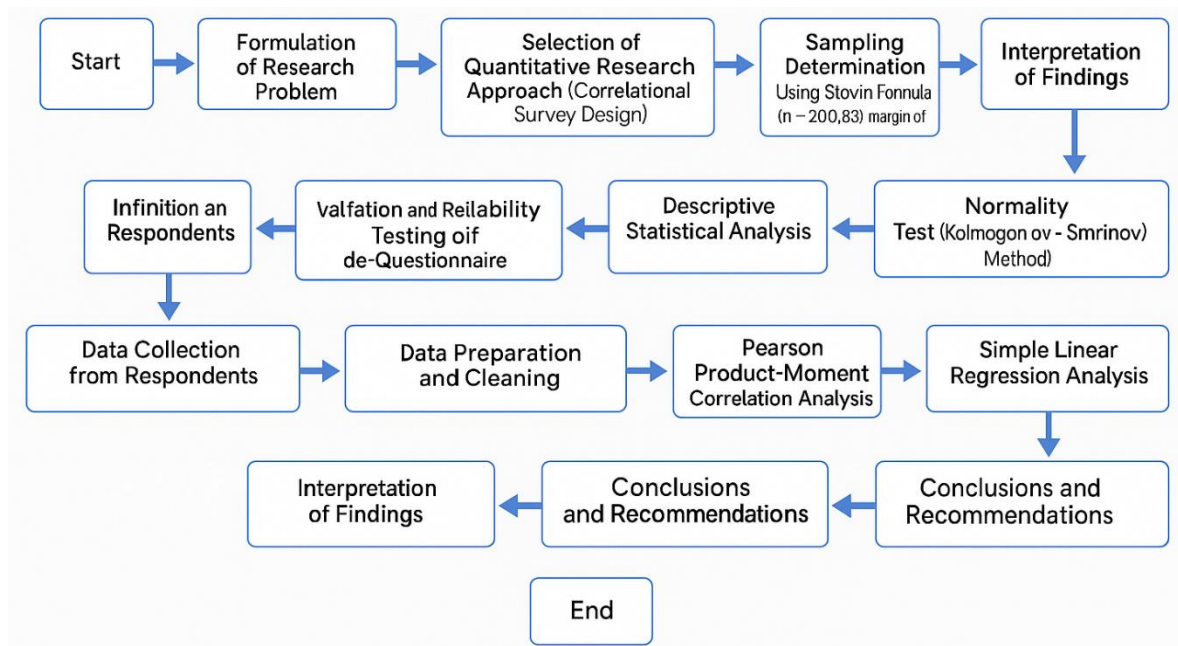 Start
Formulation
of Research
Problem
Selection of
Quantitative Research
Approach (Correlational
Survey Design)
Sampling
Determination
Using Stovin Fonnula
(n – 200,83) margin of
Interpretation
of Findings
Normality
Test (Kolmogon ov - Smrinov)
Method)
Descriptive
Statistical Analysis
Valfation and Reilability
Testing oif
de-Questionnaire
Infinition an
Respondents
Data Collection
from Respondents
Data Preparation
and Cleaning
Pearson
Product-Moment
Correlation Analysis
Simple Linear
Regression Analysis
Conclusions and
Recommendations
Conclusions
and Recommendations
Interpretation
of Findings
End